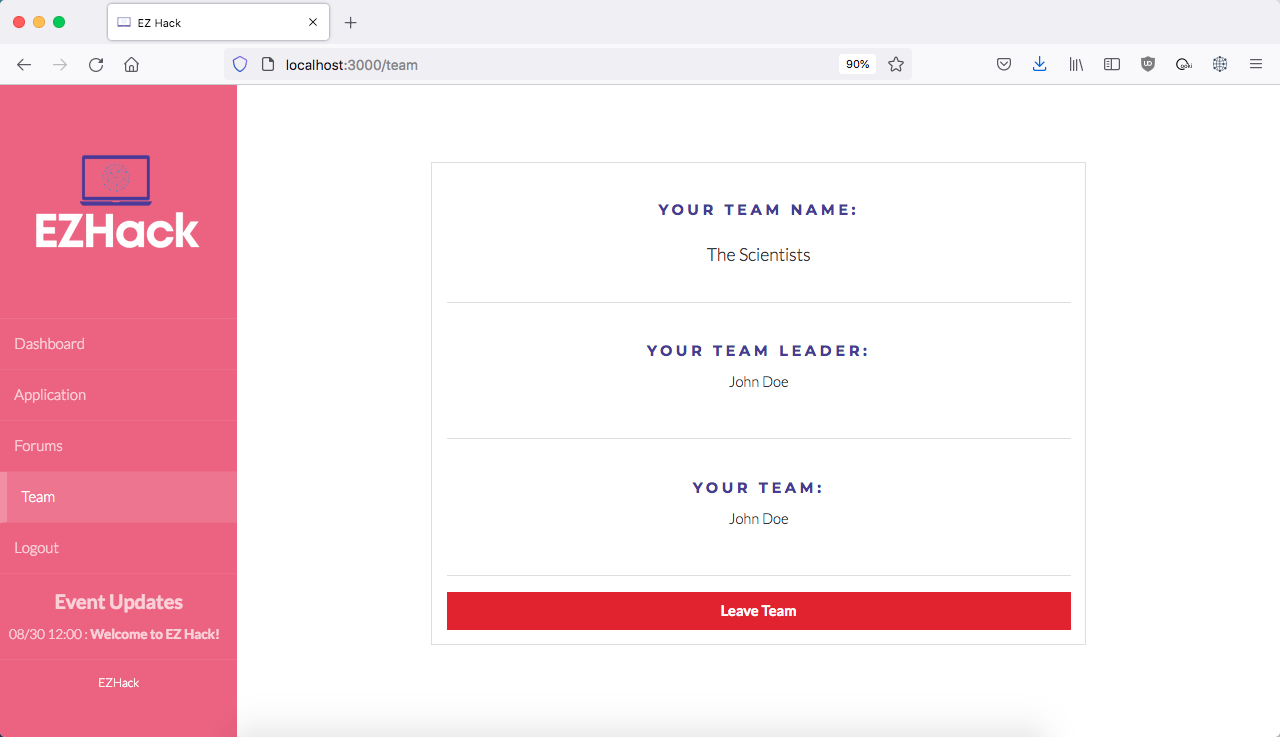 EZ Hack
localhost:3000/team
90%
EZHack
Dashboard
Application
Forums
Team
Logout
Event Updates
08/30 12:00 : Welcome to EZ Hack!
EZHack
YOUR TEAM NAME:
The Scientists
YOUR TEAM LEADER:
John Doe
YOUR TEAM:
John Doe
Leave Team